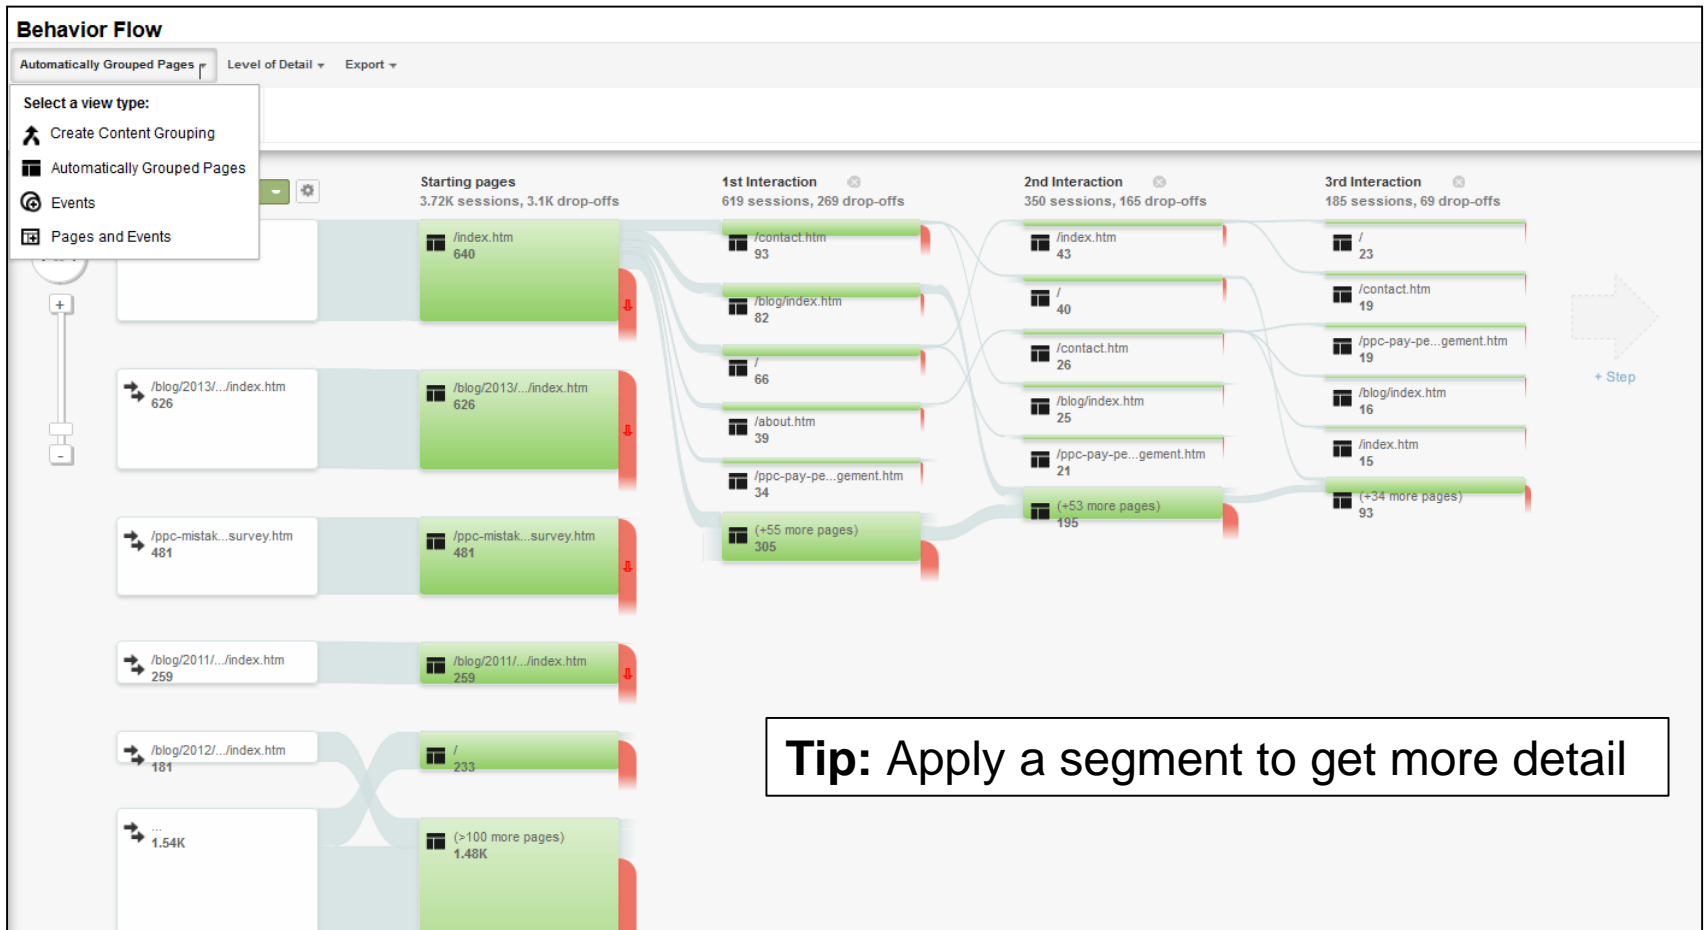 Behavior Flow
Automatically Grouped Pages
Level of Detail
Export
Select a view type:
Create Content Grouping
Automatically Grouped Pages
Events
Pages and Events
+
-
/blog/2013/.../index.htm
626
/ppc-mistak...survey.htm
481
/blog/2011/.../index.htm
259
/blog/2012/.../index.htm
181
...
1.54K
Starting pages
3.72K sessions, 3.1K drop-offs
/index.htm
640
/blog/2013/.../index.htm
626
/ppc-mistak...survey.htm
481
/blog/2011/.../index.htm
259
/
233
(>100 more pages)
1.48K
1st Interaction
619 sessions, 269 drop-offs
/contact.htm
93
/blog/index.htm
82
/
66
/about.htm
39
/ppc-pay-pe...gement.htm
34
(+55 more pages)
305
2nd Interaction
350 sessions, 165 drop-offs
/index.htm
43
/
40
/contact.htm
26
/blog/index.htm
25
/ppc-pay-pe...gement.htm
21
(+53 more pages)
195
3rd Interaction
185 sessions, 69 drop-offs
/
23
/contact.htm
19
/ppc-pay-pe...gement.htm
19
/blog/index.htm
16
/index.htm
15
(+34 more pages)
93
+ Step
Tip: Apply a segment to get more detail